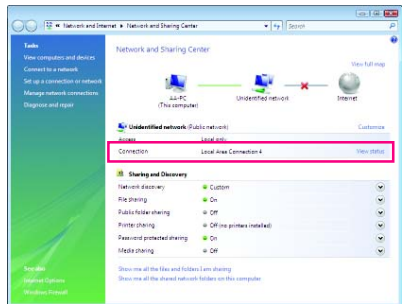 Network and Internet ▸ Network and Sharing Center
Search
Tasks
View computers and devices
Connect to a network
Set up a connection or network
Manage network connections
Diagnose and repair
See also
Internet Options
Windows Firewall
Network and Sharing Center
View full map
AA-PC
(This computer)
Unidentified network
Internet
Unidentified network (Public network)
Customize
Access Local only
Connection Local Area Connection 4 View status
Sharing and Discovery
Network discovery Custom
File sharing On
Public folder sharing Off
Printer sharing Off (no printers installed)
Password protected sharing On
Media sharing Off
Show me all the files and folders I am sharing
Show me all the shared network folders on this computer